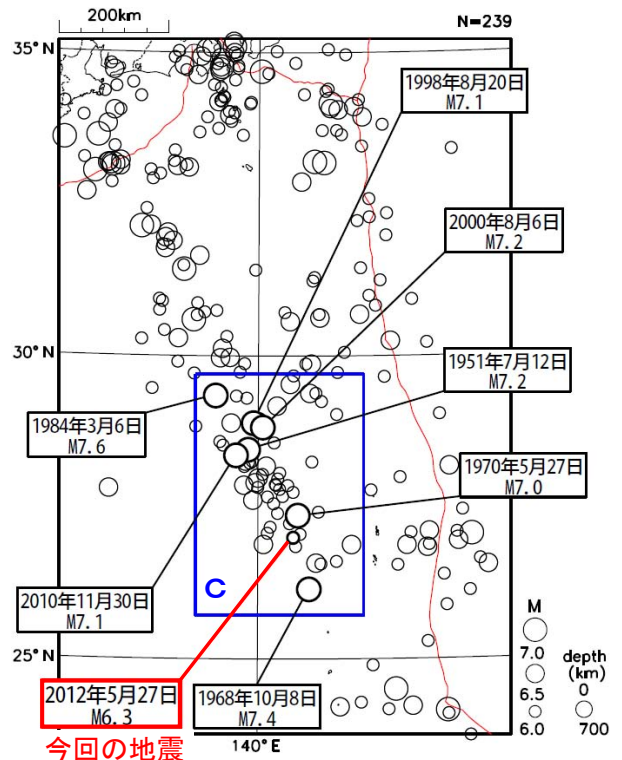 200km
N=239
35°N
1998年8月20日
M7.1
2000年8月6日
M7.2
30°N
1951年7月12日
M7.2
1984年3月6日
M7.6
1970年5月27日
M7.0
C
2010年11月30日
M7.1
M
7.0
6.5
6.0
depth
(km)
0
700
25°N
2012年5月27日
M6.3
1968年10月8日
M7.4
今回の地震
140°E